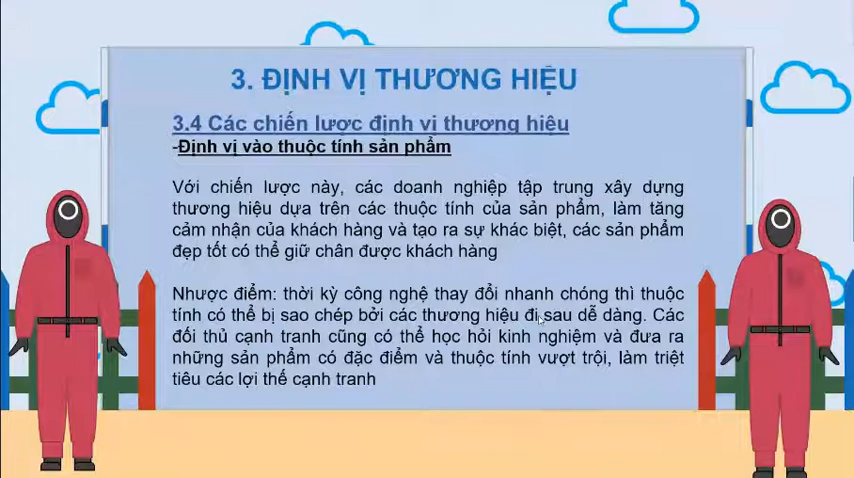 3. ĐỊNH VỊ THƯƠNG HIỆU
3.4 Các chiến lược định vị thương hiệu
-Định vị vào thuộc tính sản phẩm
Với chiến lược này, các doanh nghiệp tập trung xây dựng
thương hiệu dựa trên các thuộc tính của sản phẩm, làm tăng
cảm nhận của khách hàng và tạo ra sự khác biệt, các sản phẩm
đẹp tốt có thể giữ chân được khách hàng
Nhược điểm: thời kỳ công nghệ thay đổi nhanh chóng thì thuộc
tính có thể bị sao chép bởi các thương hiệu đi sau dễ dàng. Các
đối thủ cạnh tranh cũng có thể học hỏi kinh nghiệm và đưa ra
những sản phẩm có đặc điểm và thuộc tính vượt trội, làm triệt
tiêu các lợi thế cạnh tranh